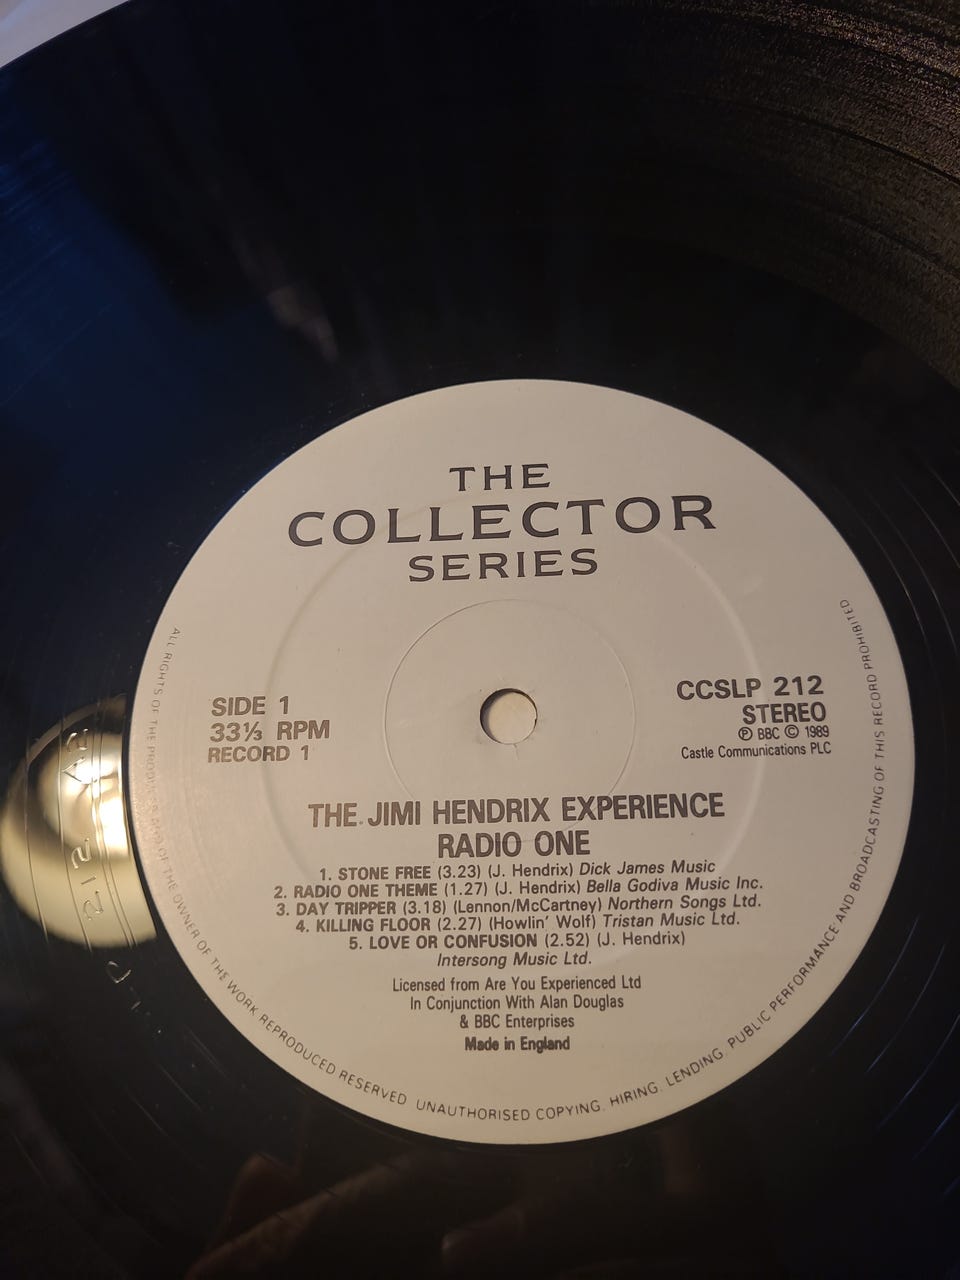 THE
COLLECTOR
SERIES
SIDE 1
33⅓ RPM
RECORD 1
CCSLP 212
STEREO
Ⓟ BBC © 1989
Castle Communications PLC
THE JIMI HENDRIX EXPERIENCE
RADIO ONE
1. STONE FREE (3.23) (J. Hendrix) Dick James Music
2. RADIO ONE THEME (1.27) (J. Hendrix) Bella Godiva Music Inc.
3. DAY TRIPPER (3.18) (Lennon/McCartney) Northern Songs Ltd.
4. KILLING FLOOR (2.27) (Howlin' Wolf) Tristan Music Ltd.
5. LOVE OR CONFUSION (2.52) (J. Hendrix)
Intersong Music Ltd.
Licensed from Are You Experienced Ltd
In Conjunction With Alan Douglas
& BBC Enterprises
Made in England
ALL RIGHTS OF THE OF THE OWNER OF THE WORK REPRODUCED RESERVED UNAUTHORISED COPYING. HIRING. LENDING. PUBLIC PERFORMANCE AND BROADCASTING OF THIS RECORD PROHIBITED
212